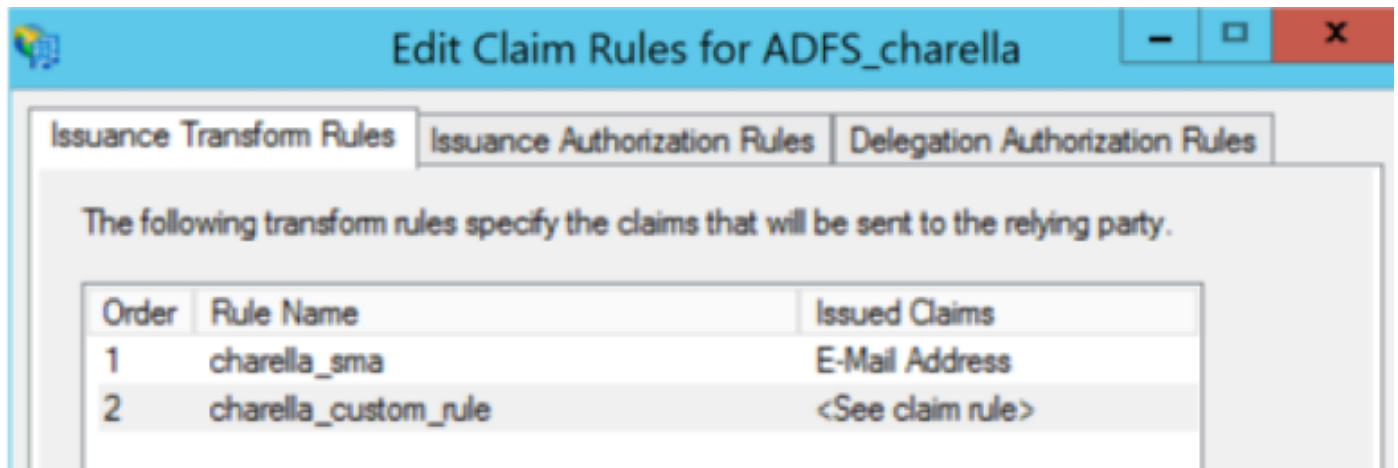 Edit Claim Rules for ADFS_charella
Issuance Transform Rules Issuance Authorization Rules Delegation Authorization Rules
The following transform rules specify the claims that will be sent to the relying party.
Order Rule Name Issued Claims
1 charella_sma E-Mail Address
2 charella_custom_rule <See claim rule>